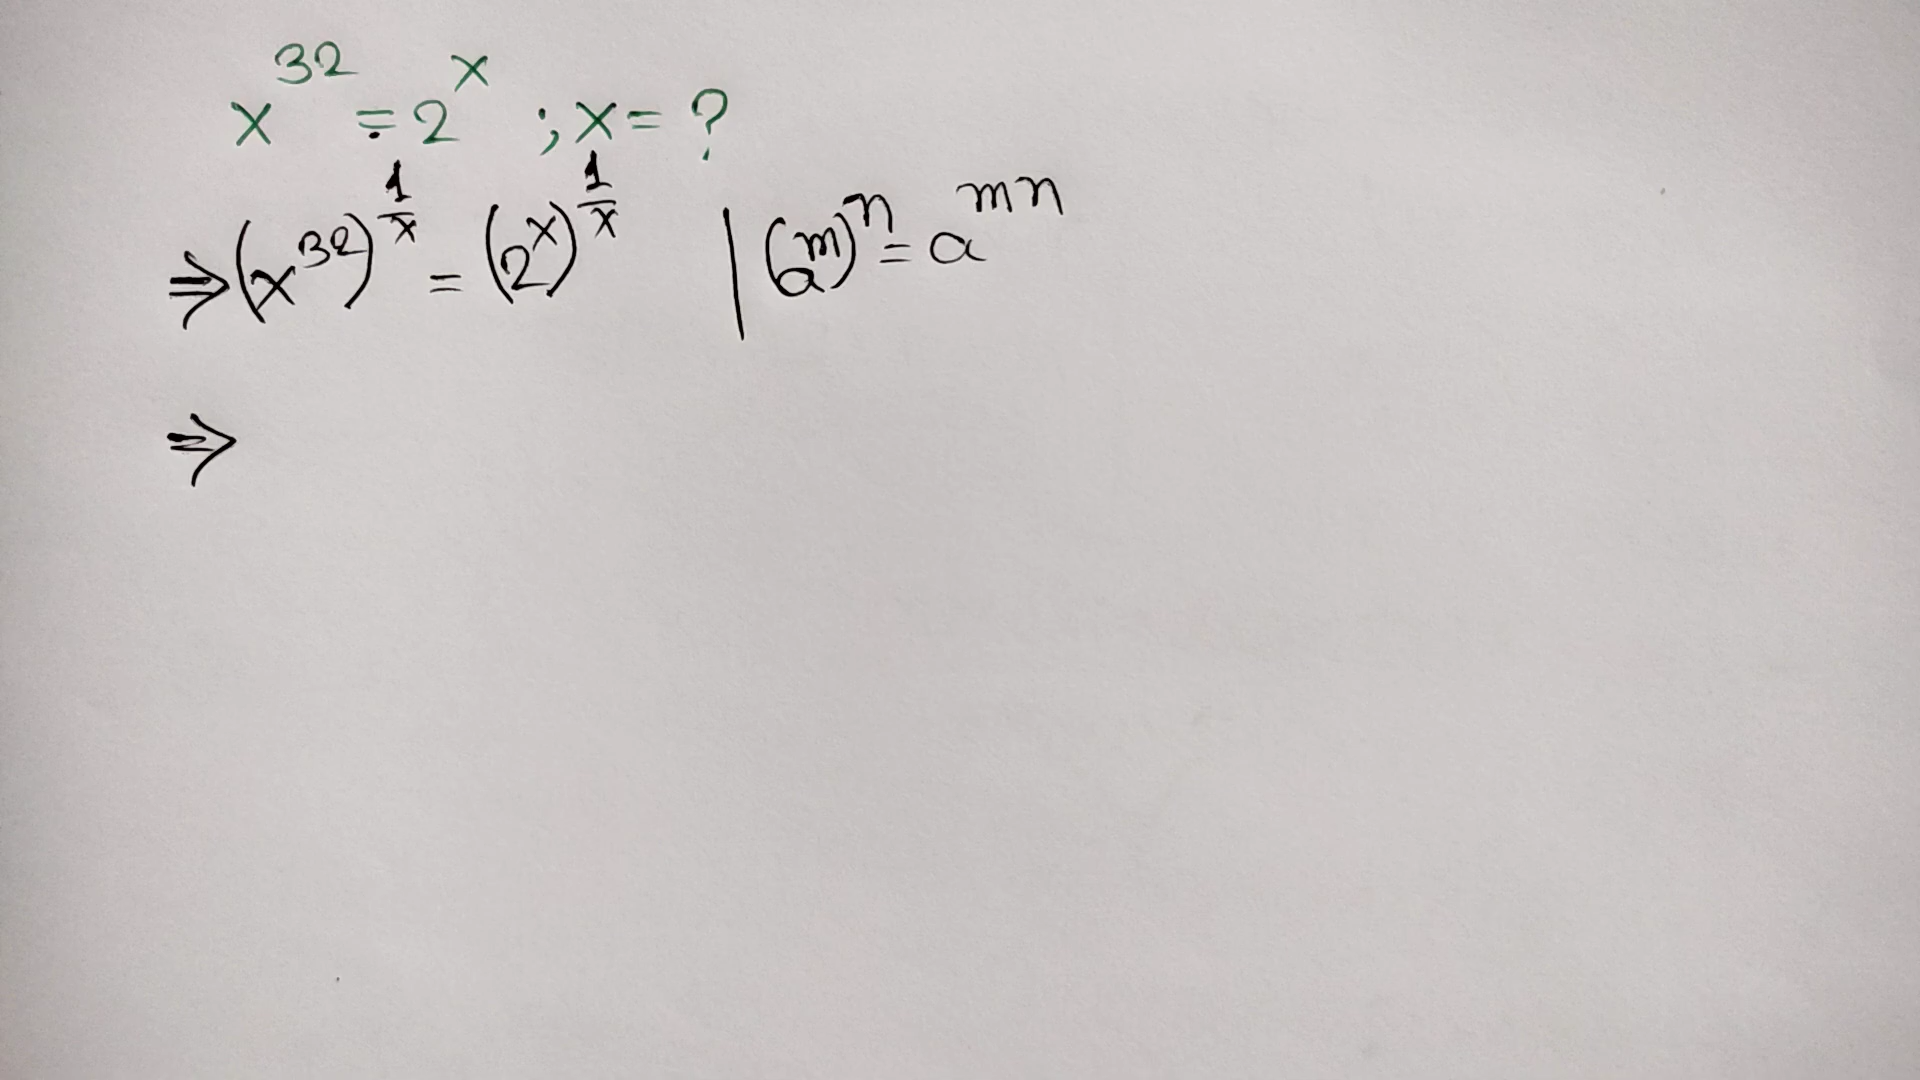 x^32 = 2^x ; x = ?
⇒ (x^32)^(1/x) = (2^x)^(1/x) | (a^m)^n = a^mn
⇒